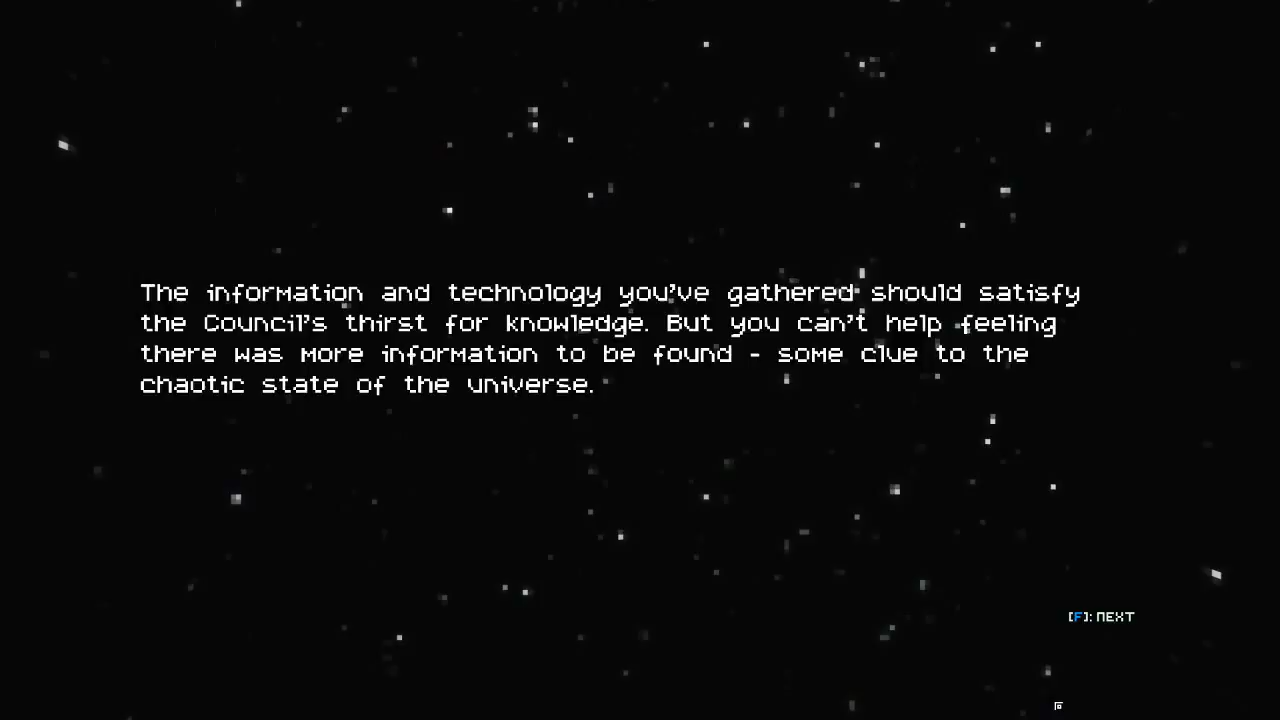 The information and technology you've gathered should satisfy
the Council's thirst for knowledge. But you can't help feeling
there was more information to be found - some clue to the
chaotic state of the universe.
[F]: NEXT